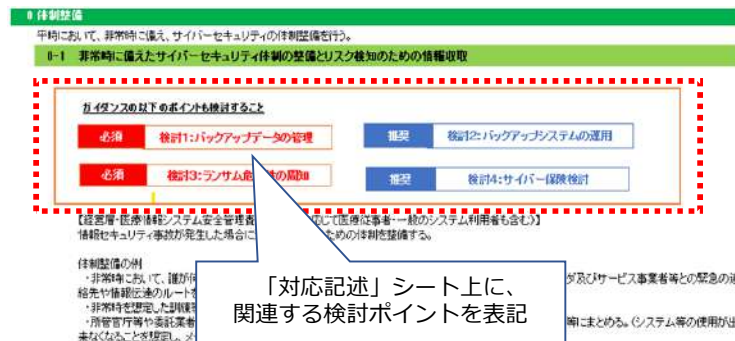 0 体制整備
平時において、非常時に備え、サイバーセキュリティの体制整備を行う。
0-1 非常時に備えたサイバーセキュリティ体制の整備とリスク検知のための情報収取
ガイダンスの以下のポイントも検討すること
必須 検討1:バックアップデータの管理 推奨 検討2:バックアップシステムの運用
必須 検討3:ランサム危 の周知 推奨 検討4:サイバー保険検討
【経営層・医療情報システム安全管理責 応じて医療従事者・一般のシステム利用者も含む)】
情報セキュリティ事故が発生した場合に ための体制を整備する。
体制整備の例
・非常時において、誰が何 ダ及びサービス事業者等との緊急の連
絡先や情報伝達のルートを
・非常時を想定した訓練
・所管官庁等や委託業者 等にまとめる。(システム等の使用が出
来なくなることを想定し、メ
「対応記述」シート上に、
関連する検討ポイントを表記